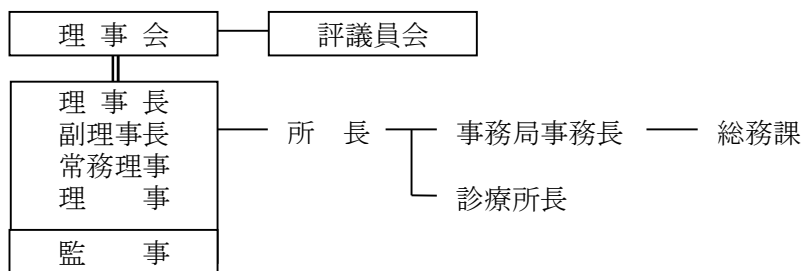 理 事 会
評議員会
理 事 長
副理事長
常務理事
理　　事
監　　事
所　長
事務局事務長
総務課
診療所長